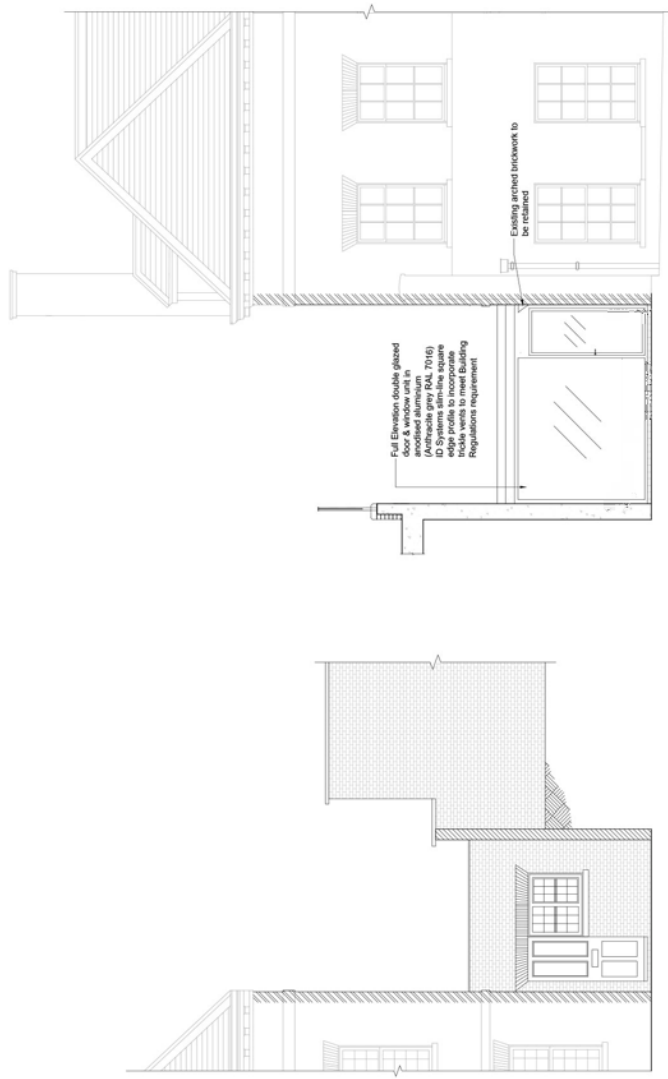 Existing arched brickwork to
be retained
Full Elevation double glazed
door & window unit in
anodised aluminium
(Anthracite grey RAL 7016)
ID Systems slim-line square
edge profile to incorporate
trickle vents to meet Building
Regulations requirement